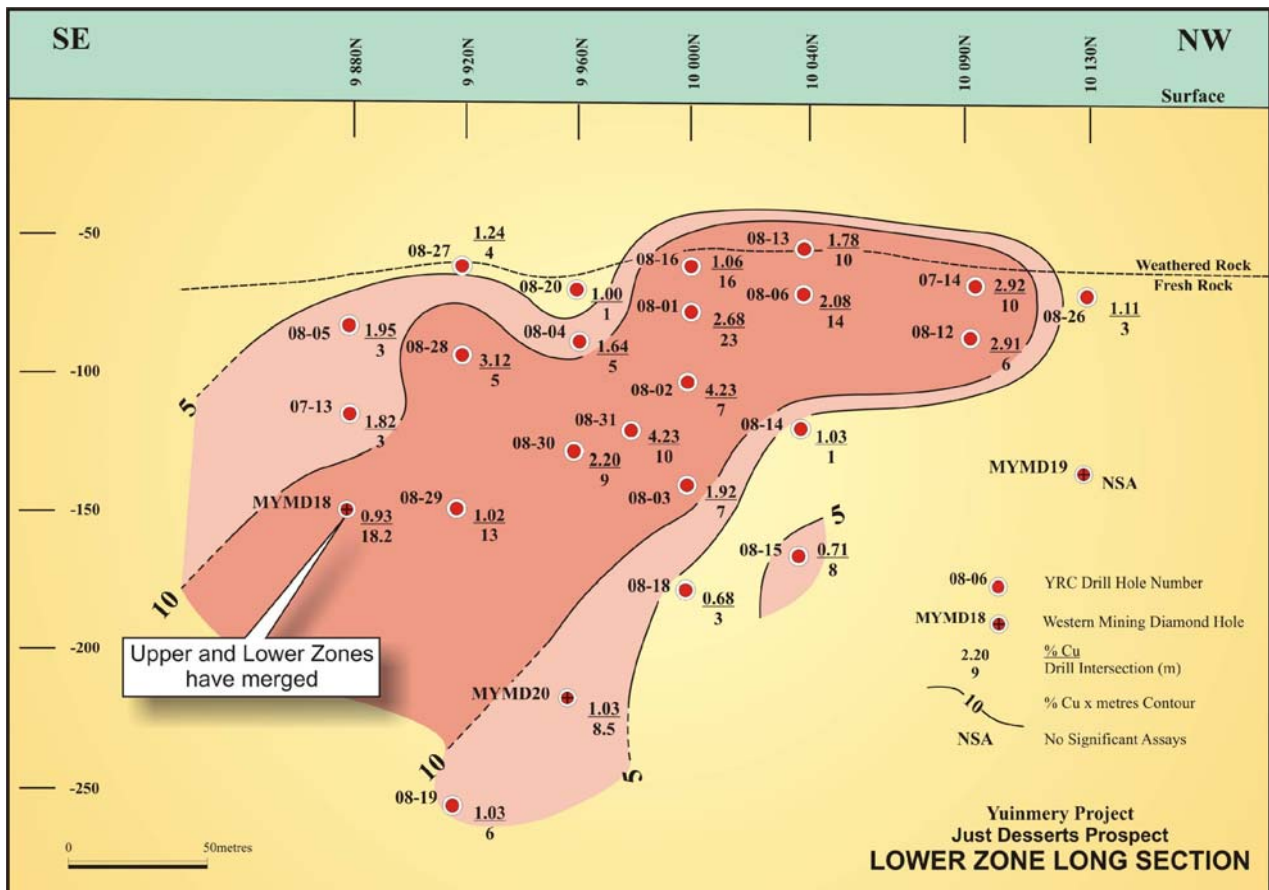 SE
NW
9 880N
9 920N
9 960N
10 000N
10 040N
10 090N
10 130N
Surface
-50
-100
-150
-200
-250
08-27
1.24
4
08-20
1.00
1
08-16
1.06
16
08-13
1.78
10
Weathered Rock
Fresh Rock
07-14
2.92
10
08-26
1.11
3
08-05
1.95
3
08-04
1.64
5
08-01
2.68
23
08-06
2.08
14
08-12
2.91
6
08-28
3.12
5
08-02
4.23
7
07-13
1.82
3
08-31
4.23
10
08-30
2.20
9
08-14
1.03
1
08-03
1.92
7
MYMD19
NSA
MYMD18
0.93
18.2
08-29
1.02
13
08-15
0.71
8
08-18
0.68
3
MYMD20
1.03
8.5
08-19
1.03
6
5
10
5
10
5
Upper and Lower Zones
have merged
08-06
YRC Drill Hole Number
MYMD18
Western Mining Diamond Hole
2.20
9
% Cu
Drill Intersection (m)
10
% Cu x metres Contour
NSA
No Significant Assays
0
50metres
Yuinmery Project
Just Desserts Prospect
LOWER ZONE LONG SECTION